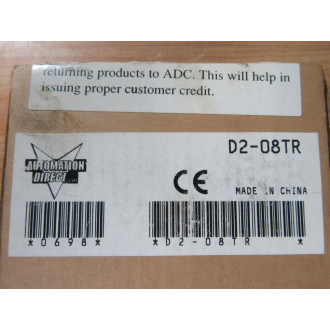 returning products to ADC. This will help in
issuing proper customer credit.
D2-08TR
AUTOMATION
DIRECT
CE
MADE IN CHINA
*0698*
*D2-08TR*